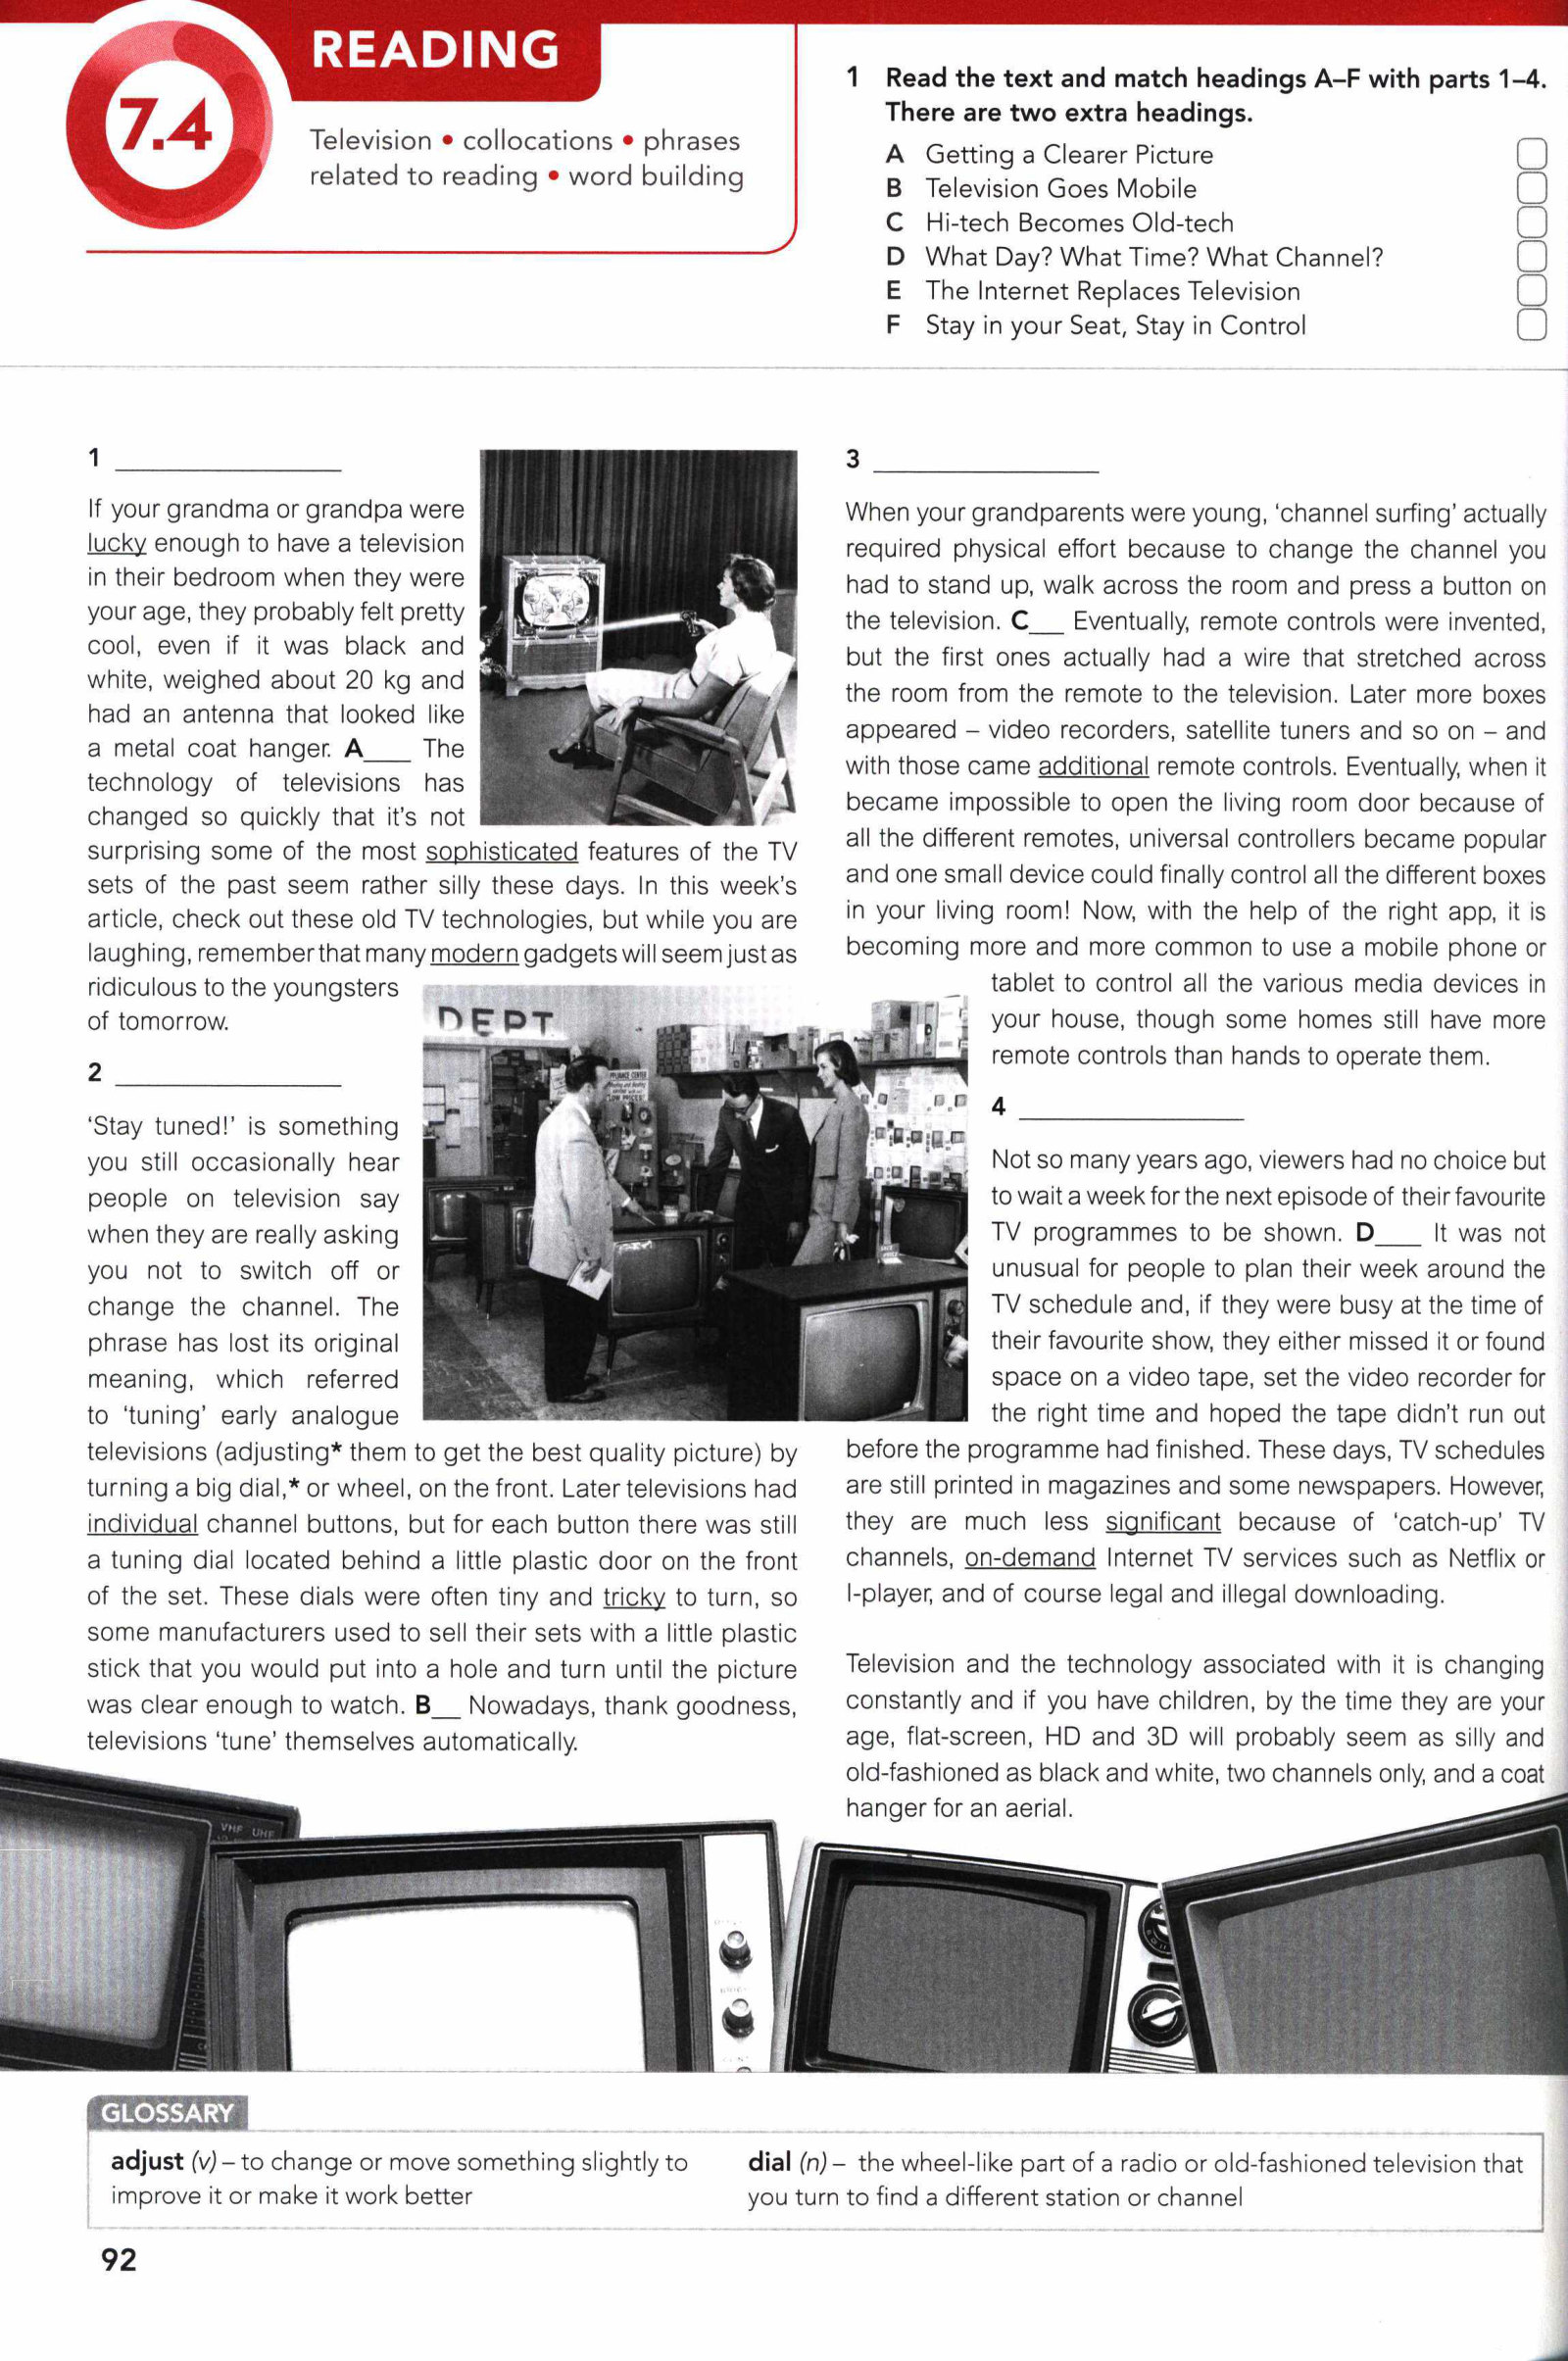 READING
7.4
Television • collocations • phrases
related to reading • word building
1 Read the text and match headings A–F with parts 1–4.
There are two extra headings.
A Getting a Clearer Picture
B Television Goes Mobile
C Hi-tech Becomes Old-tech
D What Day? What Time? What Channel?
E The Internet Replaces Television
F Stay in your Seat, Stay in Control
1 ____________
If your grandma or grandpa were
lucky enough to have a television
in their bedroom when they were
your age, they probably felt pretty
cool, even if it was black and
white, weighed about 20 kg and
had an antenna that looked like
a metal coat hanger. A___ The
technology of televisions has
changed so quickly that it's not
surprising some of the most sophisticated features of the TV
sets of the past seem rather silly these days. In this week's
article, check out these old TV technologies, but while you are
laughing, remember that many modern gadgets will seem just as
ridiculous to the youngsters
of tomorrow.
DEPT
2 ____________
'Stay tuned!' is something
you still occasionally hear
people on television say
when they are really asking
you not to switch off or
change the channel. The
phrase has lost its original
meaning, which referred
to 'tuning' early analogue
televisions (adjusting* them to get the best quality picture) by
turning a big dial,* or wheel, on the front. Later televisions had
individual channel buttons, but for each button there was still
a tuning dial located behind a little plastic door on the front
of the set. These dials were often tiny and tricky to turn, so
some manufacturers used to sell their sets with a little plastic
stick that you would put into a hole and turn until the picture
was clear enough to watch. B__ Nowadays, thank goodness,
televisions 'tune' themselves automatically.
3 ____________
When your grandparents were young, 'channel surfing' actually
required physical effort because to change the channel you
had to stand up, walk across the room and press a button on
the television. C__ Eventually, remote controls were invented,
but the first ones actually had a wire that stretched across
the room from the remote to the television. Later more boxes
appeared – video recorders, satellite tuners and so on – and
with those came additional remote controls. Eventually, when it
became impossible to open the living room door because of
all the different remotes, universal controllers became popular
and one small device could finally control all the different boxes
in your living room! Now, with the help of the right app, it is
becoming more and more common to use a mobile phone or
tablet to control all the various media devices in
your house, though some homes still have more
remote controls than hands to operate them.
4 ____________
Not so many years ago, viewers had no choice but
to wait a week for the next episode of their favourite
TV programmes to be shown. D___ It was not
unusual for people to plan their week around the
TV schedule and, if they were busy at the time of
their favourite show, they either missed it or found
space on a video tape, set the video recorder for
the right time and hoped the tape didn't run out
before the programme had finished. These days, TV schedules
are still printed in magazines and some newspapers. However,
they are much less significant because of 'catch-up' TV
channels, on-demand Internet TV services such as Netflix or
I-player, and of course legal and illegal downloading.
Television and the technology associated with it is changing
constantly and if you have children, by the time they are your
age, flat-screen, HD and 3D will probably seem as silly and
old-fashioned as black and white, two channels only, and a coat
hanger for an aerial.
VHF UHF
GLOSSARY
adjust (v) – to change or move something slightly to
improve it or make it work better
dial (n) – the wheel-like part of a radio or old-fashioned television that
you turn to find a different station or channel
92